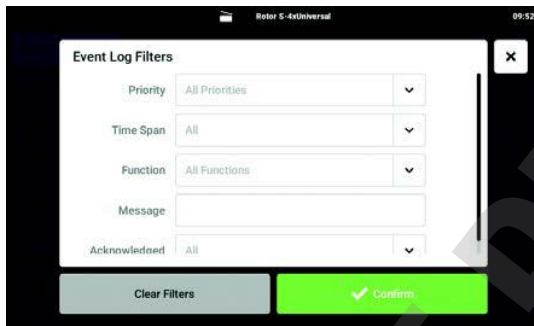 Rotor S-4xUniversal
09:52
Event Log Filters
Priority All Priorities
Time Span All
Function All Functions
Message
Acknowledged All
Clear Filters
Confirm